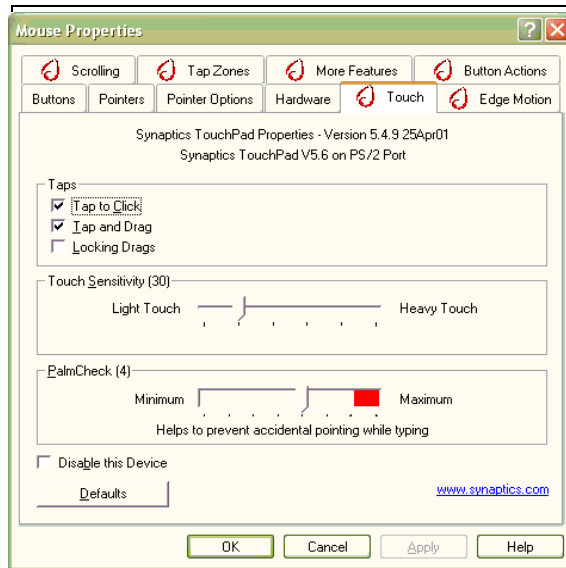 Mouse Properties
Scrolling Tap Zones More Features Button Actions
Buttons Pointers Pointer Options Hardware Touch Edge Motion
Synaptics TouchPad Properties - Version 5.4.9 25Apr01
Synaptics TouchPad V5.6 on PS/2 Port
Taps
Tap to Click
Tap and Drag
Locking Drags
Touch Sensitivity (30)
Light Touch Heavy Touch
PalmCheck (4)
Minimum Maximum
Helps to prevent accidental pointing while typing
Disable this Device
Defaults www.synaptics.com
OK Cancel Apply Help